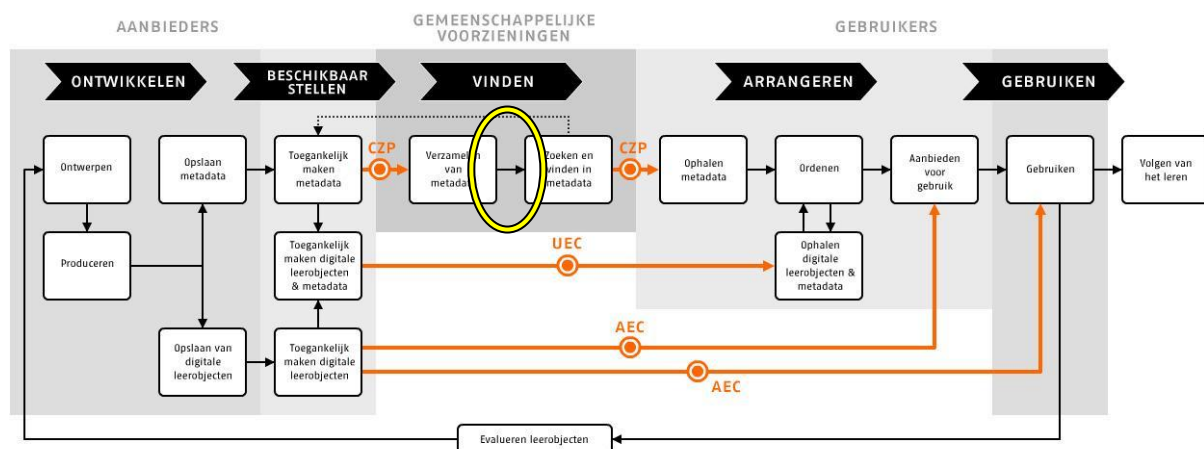 AANBIEDERS
GEMEENSCHAPPELIJKE
VOORZIENINGEN
GEBRUIKERS
ONTWIKKELEN
BESCHIKBAAR
STELLEN
VINDEN
ARRANGEREN
GEBRUIKEN
Ontwerpen
Opslaan
metadata
Toegankelijk
maken
metadata
CZP
Verzamelen
van
metadata
Zoeken en
vinden in
metadata
CZP
Ophalen
metadata
Ordenen
Aanbieden
voor
gebruik
Gebruiken
Volgen van
het leren
Produceren
Toegankelijk
maken digitale
leerobjecten
& metadata
UEC
Ophalen
digitale
leerobjecten &
metadata
Opslaan van
digitale
leerobjecten
Toegankelijk
maken digitale
leerobjecten
AEC
AEC
Evalueren leerobjecten